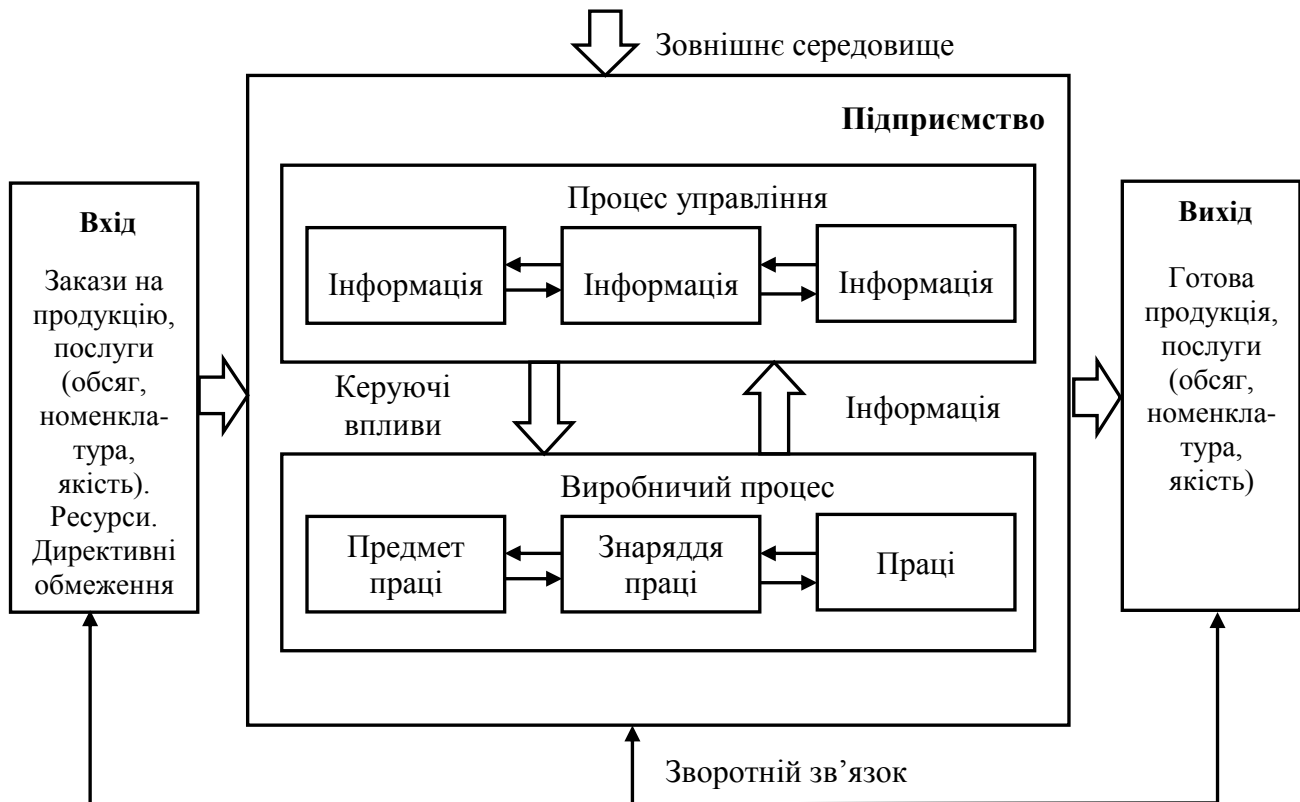 Зовнішнє середовище
Підприємство
Вхід
Закази на
продукцію,
послуги
(обсяг,
номенкла-
тура,
якість).
Ресурси.
Директивні
обмеження
Процес управління
Інформація
Інформація
Інформація
Керуючі
впливи
Інформація
Виробничий процес
Предмет
праці
Знаряддя
праці
Праці
Вихід
Готова
продукція,
послуги
(обсяг,
номенкла-
тура,
якість)
Зворотній зв’язок